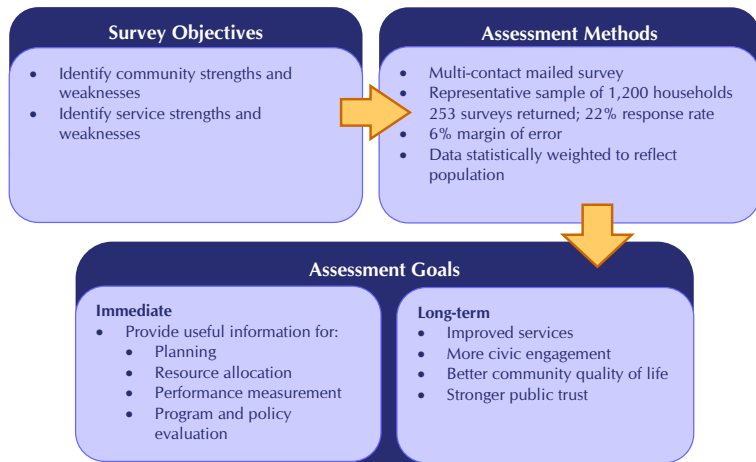 Survey Objectives
• Identify community strengths and
weaknesses
• Identify service strengths and
weaknesses
Assessment Methods
• Multi-contact mailed survey
• Representative sample of 1,200 households
• 253 surveys returned; 22% response rate
• 6% margin of error
• Data statistically weighted to reflect
population
Assessment Goals
Immediate
• Provide useful information for:
• Planning
• Resource allocation
• Performance measurement
• Program and policy
evaluation
Long-term
• Improved services
• More civic engagement
• Better community quality of life
• Stronger public trust